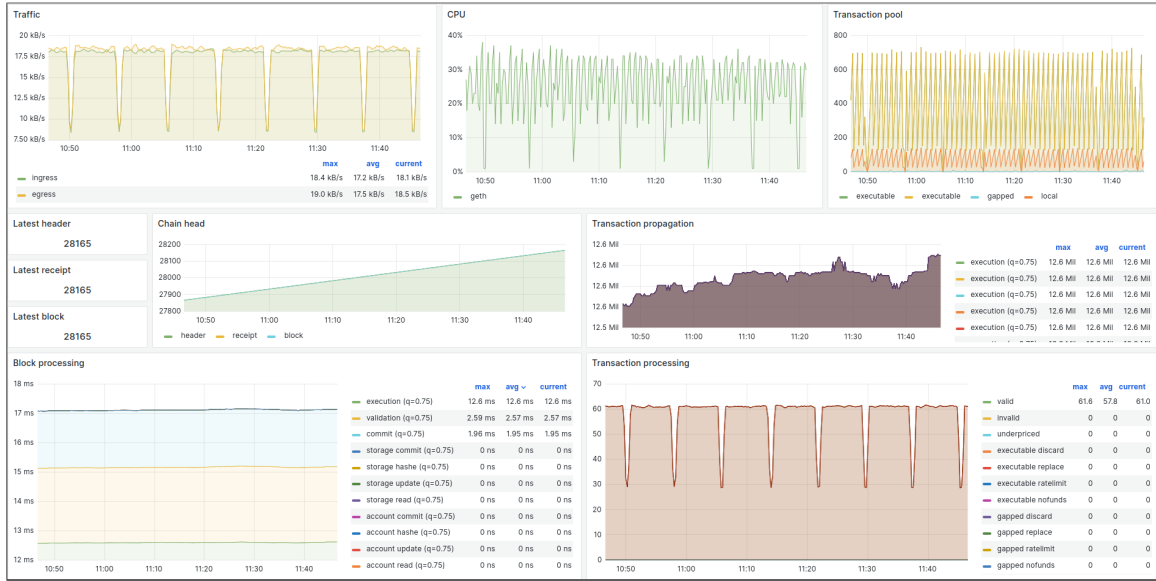 Traffic
20 kB/s
17.5 kB/s
15 kB/s
12.5 kB/s
10 kB/s
7.50 kB/s
10:50 11:00 11:10 11:20 11:30 11:40
max avg current
ingress 18.4 kB/s 17.2 kB/s 18.1 kB/s
egress 19.0 kB/s 17.5 kB/s 18.5 kB/s
CPU
40%
30%
20%
10%
0%
10:50 11:00 11:10 11:20 11:30 11:40
geth
Transaction pool
800
600
400
200
0
10:50 11:00 11:10 11:20 11:30 11:40
executable executable gapped local
Latest header
28165
Latest receipt
28165
Latest block
28165
Chain head
28200
28100
28000
27900
27800
10:50 11:00 11:10 11:20 11:30 11:40
header receipt block
Transaction propagation
12.6 Mil
12.6 Mil
12.6 Mil
12.6 Mil
12.5 Mil
10:50 11:00 11:10 11:20 11:30 11:40
max avg current
execution (q=0.75) 12.6 Mil 12.6 Mil 12.6 Mil
execution (q=0.75) 12.6 Mil 12.6 Mil 12.6 Mil
execution (q=0.75) 12.6 Mil 12.6 Mil 12.6 Mil
execution (q=0.75) 12.6 Mil 12.6 Mil 12.6 Mil
execution (q=0.75) 12.6 Mil 12.6 Mil 12.6 Mil
Block processing
18 ms
17 ms
16 ms
15 ms
14 ms
13 ms
12 ms
10:50 11:00 11:10 11:20 11:30 11:40
max avg current
execution (q=0.75) 12.6 ms 12.6 ms 12.6 ms
validation (q=0.75) 2.59 ms 2.57 ms 2.57 ms
commit (q=0.75) 1.96 ms 1.95 ms 1.95 ms
storage commit (q=0.75) 0 ns 0 ns 0 ns
storage hashe (q=0.75) 0 ns 0 ns 0 ns
storage update (q=0.75) 0 ns 0 ns 0 ns
storage read (q=0.75) 0 ns 0 ns 0 ns
account commit (q=0.75) 0 ns 0 ns 0 ns
account hashe (q=0.75) 0 ns 0 ns 0 ns
account update (q=0.75) 0 ns 0 ns 0 ns
account read (q=0.75) 0 ns 0 ns 0 ns
Transaction processing
70
60
50
40
30
20
10
0
10:50 11:00 11:10 11:20 11:30 11:40
max avg current
valid 61.6 57.8 61.0
invalid 0 0 0
underpriced 0 0 0
executable discard 0 0 0
executable replace 0 0 0
executable ratelimit 0 0 0
executable nofunds 0 0 0
gapped discard 0 0 0
gapped replace 0 0 0
gapped ratelimit 0 0 0
gapped nofunds 0 0 0